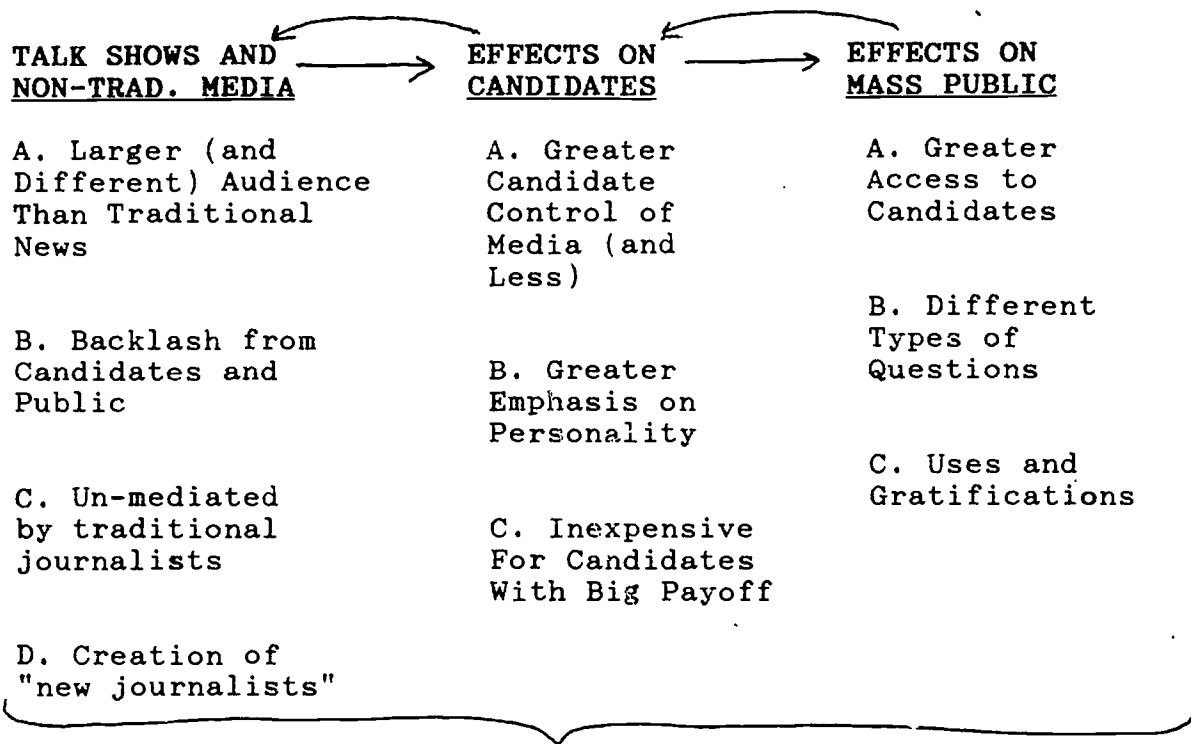 TALK SHOWS AND
NON-TRAD. MEDIA
A. Larger (and
Different) Audience
Than Traditional
News
B. Backlash from
Candidates and
Public
C. Un-mediated
by traditional
journalists
D. Creation of
"new journalists"
EFFECTS ON
CANDIDATES
A. Greater
Candidate
Control of
Media (and
Less)
B. Greater
Emphasis on
Personality
C. Inexpensive
For Candidates
With Big Payoff
EFFECTS ON
MASS PUBLIC
A. Greater
Access to
Candidates
B. Different
Types of
Questions
C. Uses and
Gratifications